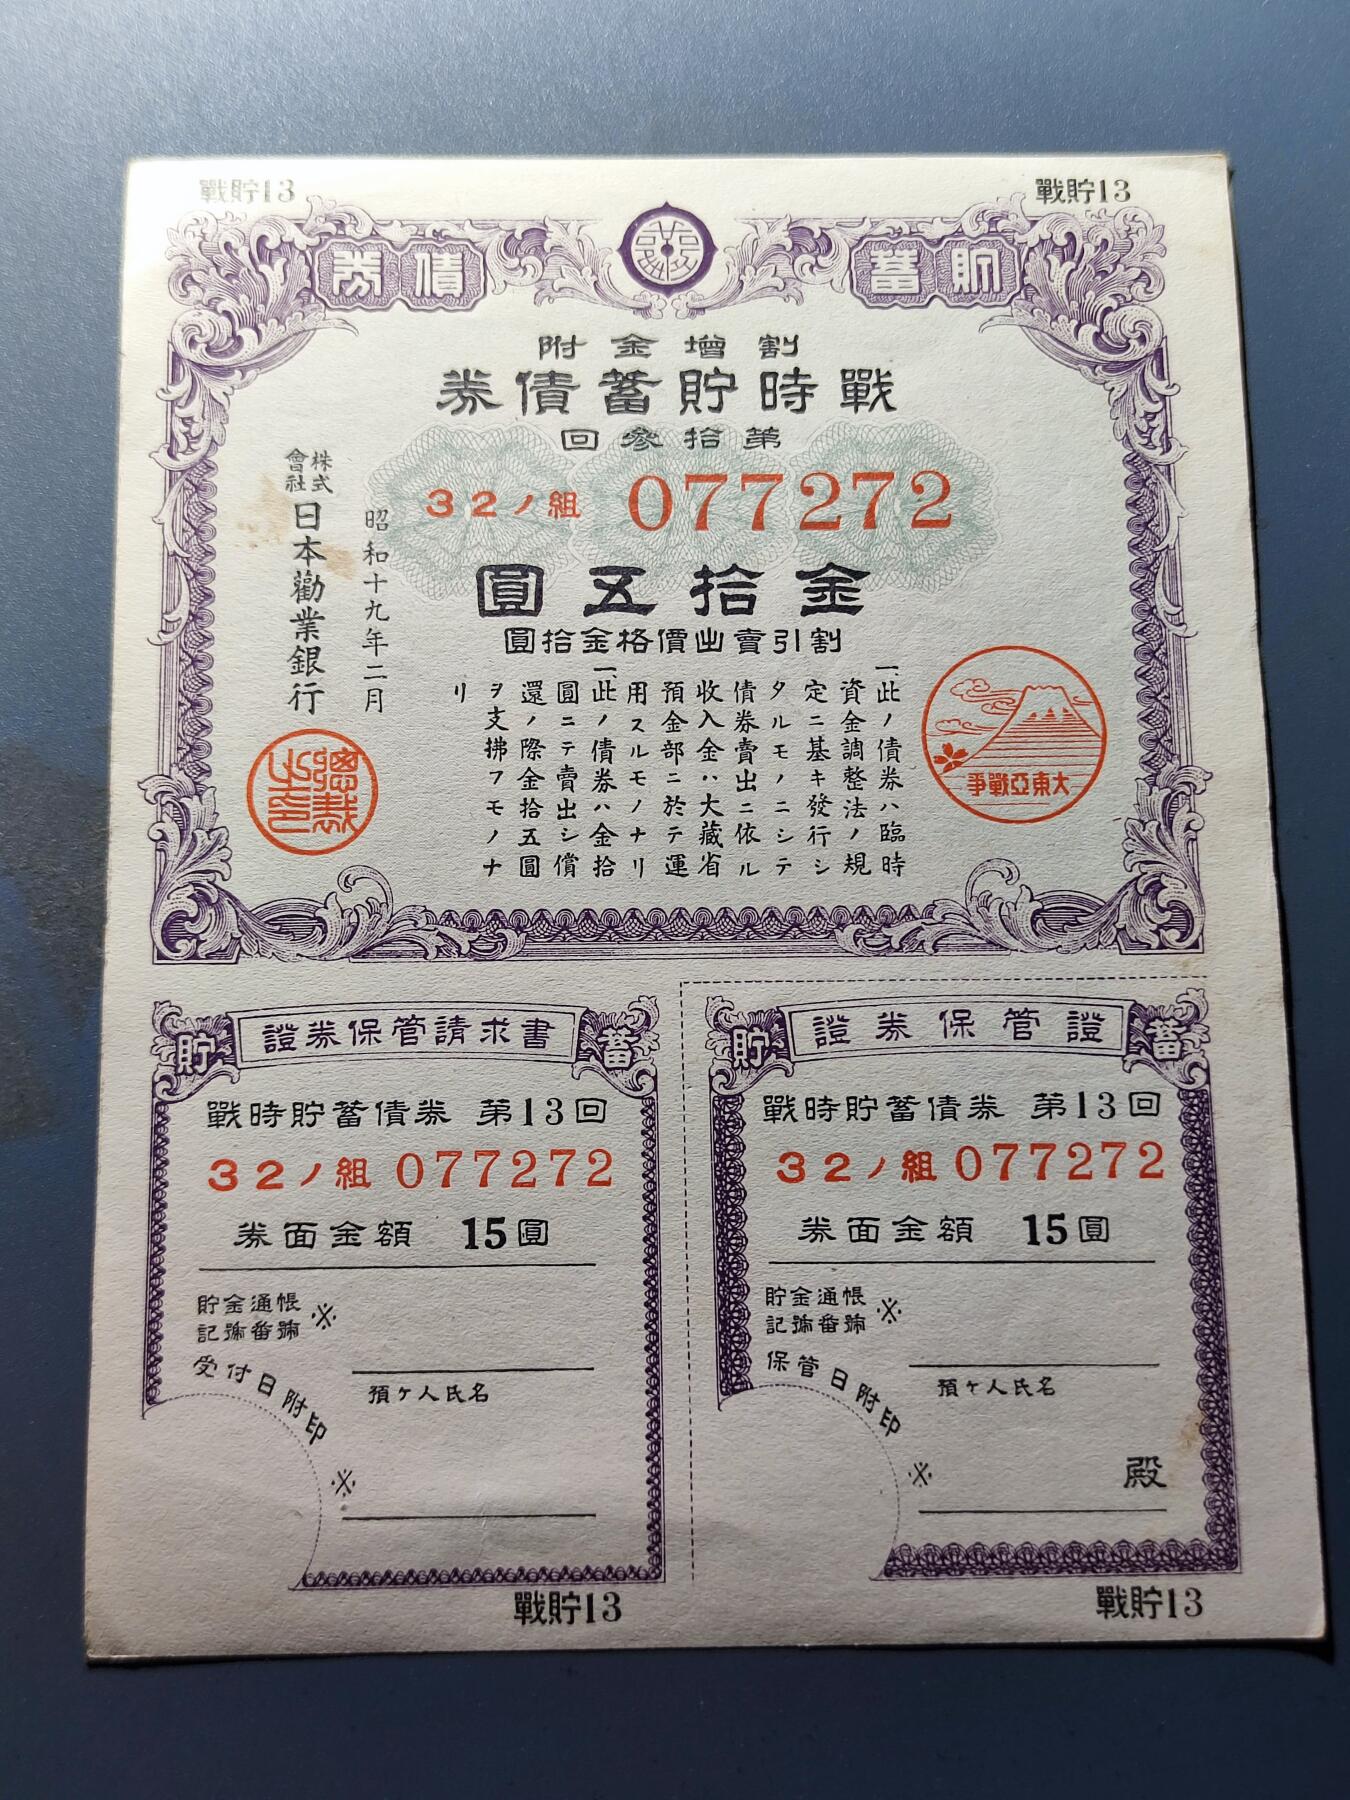 戰貯13
戰貯13
貯蓄
債券
割增金附
戰時貯蓄債券
第拾參回
32ノ組 077272
金拾五圓
割引賣出價格金拾圓
一、此ノ債券ハ臨時
資金調整法ノ規
定ニ基キ發行シ
タルモノニシテ
債券賣出ニ依ル
收入金ハ大藏省
預金部ニ於テ運
用スルモノナリ
一、此ノ債券ハ金拾
圓ニテ賣出シ償
還ノ際金拾五圓
ヲ支拂フモノナ
リ
大東亞戰爭
昭和十九年二月
株式會社日本勸業銀行
總裁之印
貯蓄
證券保管請求書
戰時貯蓄債券 第13回
32ノ組 077272
券面金額 15圓
貯金通帳
記號番號 ※
受付日附印
預ケ人氏名
※
戰貯13
貯蓄
證券保管證
戰時貯蓄債券 第13回
32ノ組 077272
券面金額 15圓
貯金通帳
記號番號 ※
保管日附印
預ケ人氏名
※ 殿
戰貯13